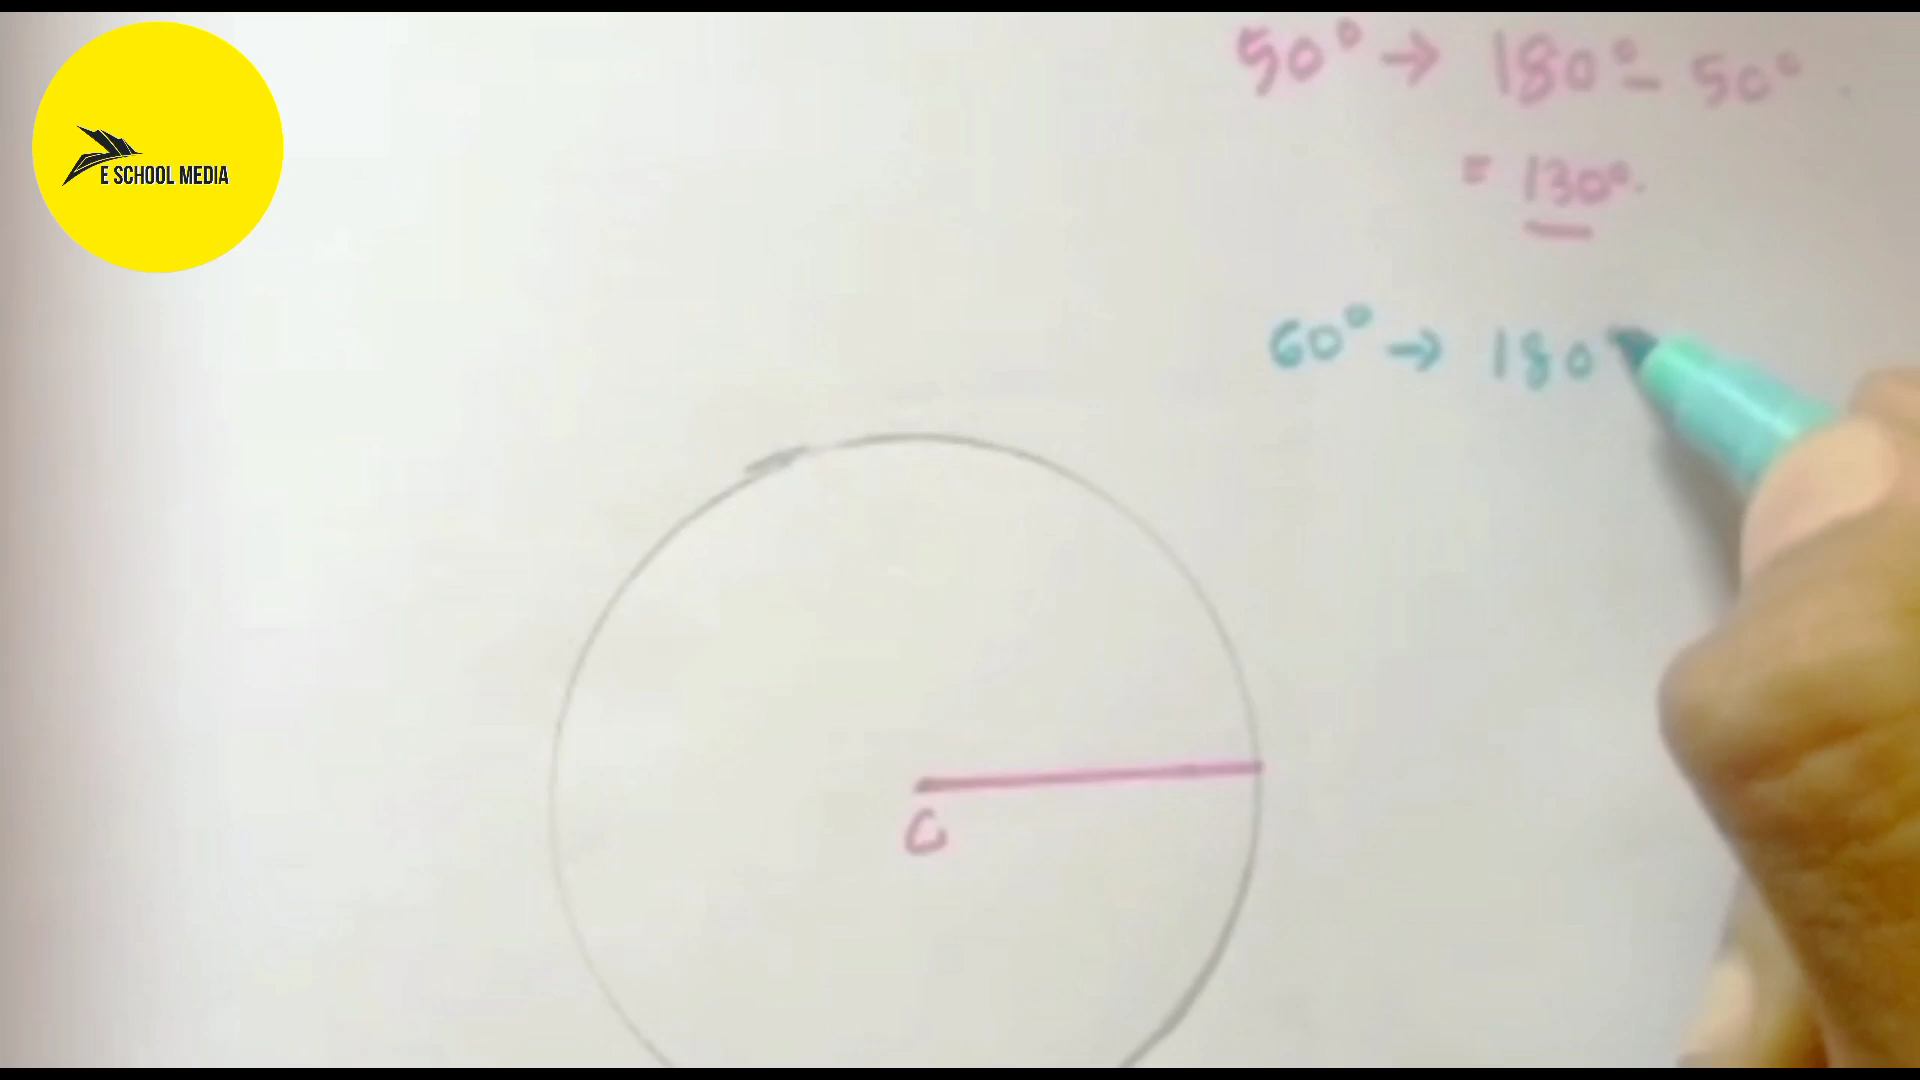 E SCHOOL MEDIA
50° → 180° - 50°
= 130°.
60° → 180
C